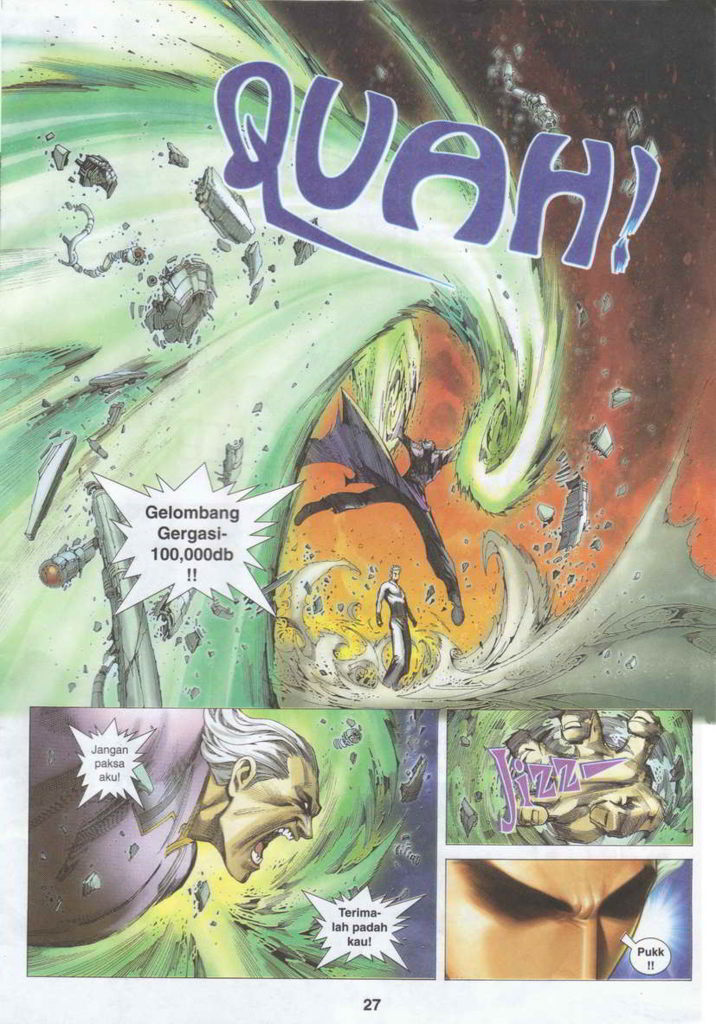 QUAH!
Gelombang
Gergasi-
100,000db
!!
Jangan
paksa
aku!
Terima-
lah padah
kau!
Jizz-
Pukk
!!
27